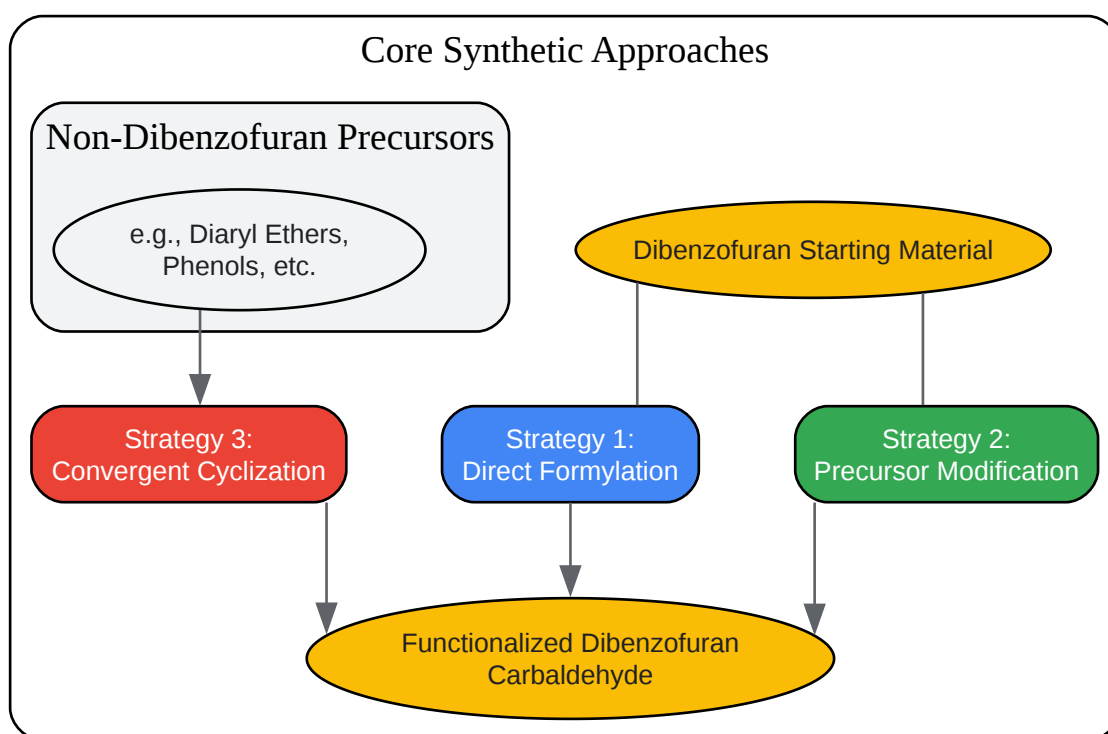 Core Synthetic Approaches
Non-Dibenzofuran Precursors
e.g., Diaryl Ethers,
Phenols, etc.
Dibenzofuran Starting Material
Strategy 3:
Convergent Cyclization
Strategy 1:
Direct Formylation
Strategy 2:
Precursor Modification
Functionalized Dibenzofuran
Carbaldehyde